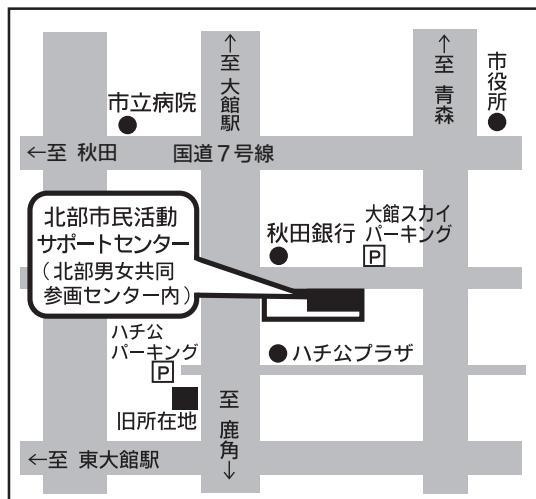 ↑至 大館駅
↑至 青森
市役所
市立病院
←至 秋田 国道7号線
北部市民活動
サポートセンター
(北部男女共同
参画センター内)
大館スカイ
パーキング
P
秋田銀行
ハチ公
パーキング
P
ハチ公プラザ
旧所在地
至 鹿角↓
←至 東大館駅